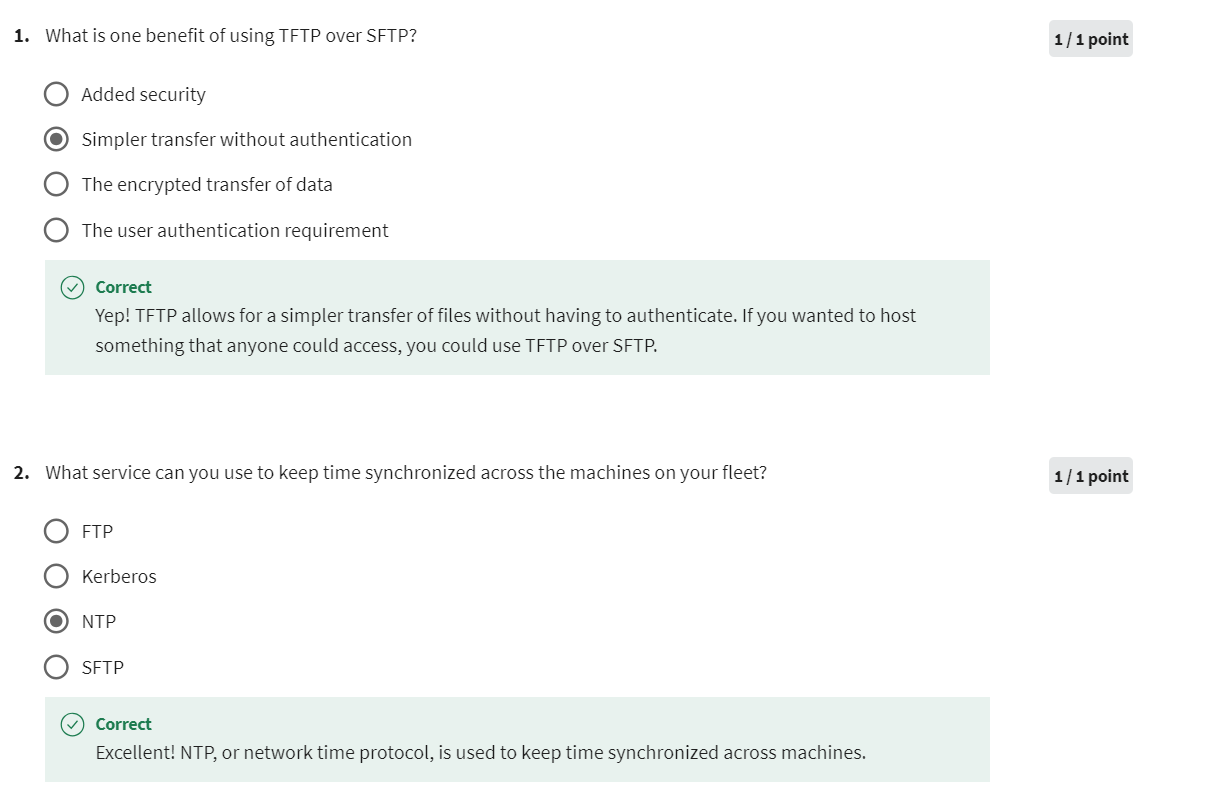 1. What is one benefit of using TFTP over SFTP?
1 / 1 point
Added security
Simpler transfer without authentication
The encrypted transfer of data
The user authentication requirement
Correct
Yep! TFTP allows for a simpler transfer of files without having to authenticate. If you wanted to host
something that anyone could access, you could use TFTP over SFTP.
2. What service can you use to keep time synchronized across the machines on your fleet?
1 / 1 point
FTP
Kerberos
NTP
SFTP
Correct
Excellent! NTP, or network time protocol, is used to keep time synchronized across machines.